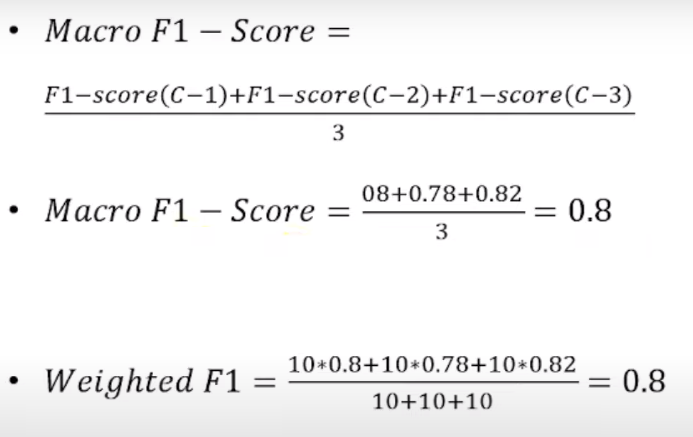 • Macro F1 – Score =
F1−score(C−1)+F1−score(C−2)+F1−score(C−3)
3
• Macro F1 – Score = 08+0.78+0.82 / 3 = 0.8
• Weighted F1 = 10∗0.8+10∗0.78+10∗0.82 / 10+10+10 = 0.8